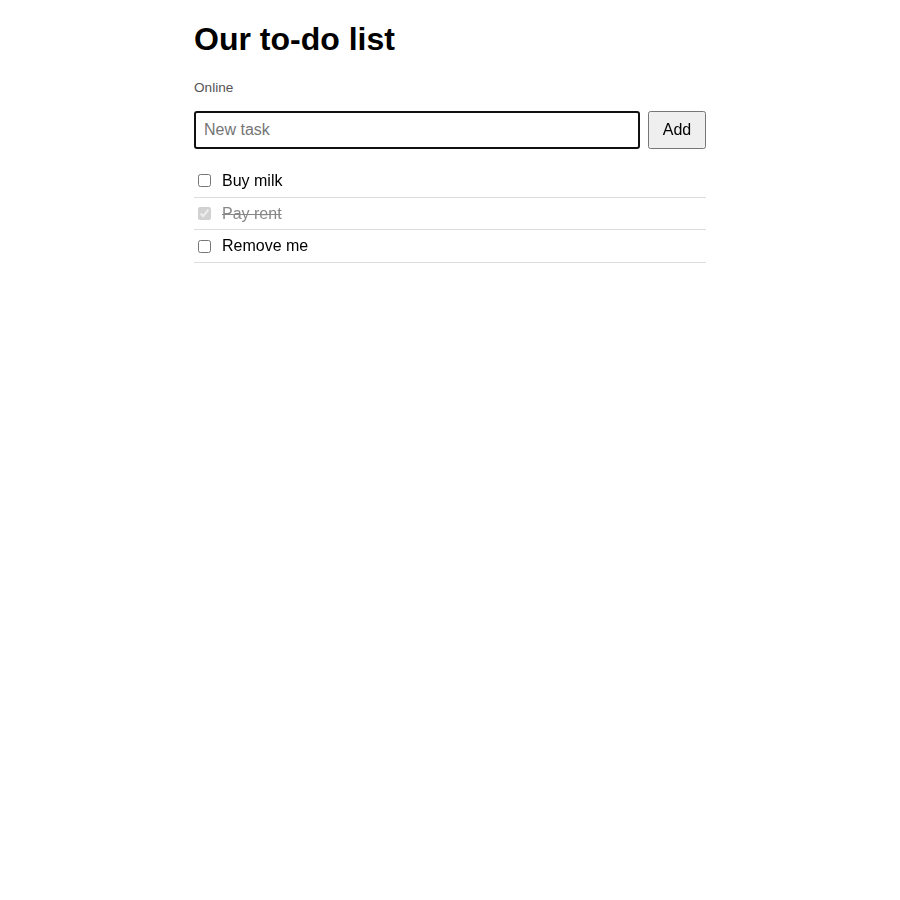 Our to-do list
Online
New task
Add
Buy milk
Pay rent
Remove me